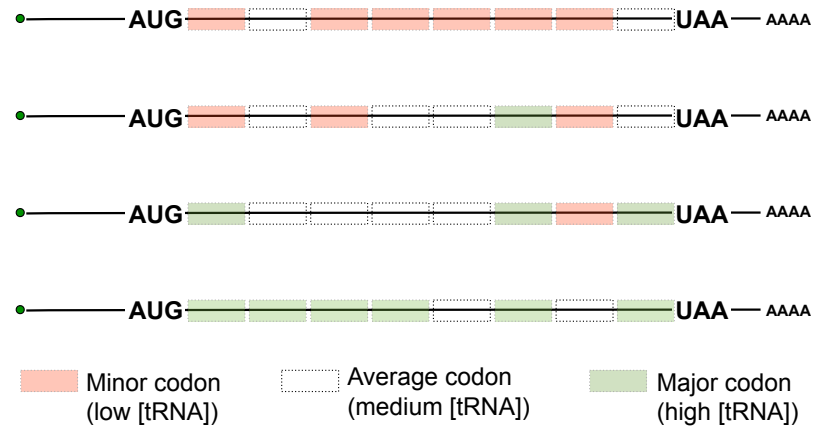 AUG UAA AAAA
AUG UAA AAAA
AUG UAA AAAA
AUG UAA AAAA
Minor codon
(low [tRNA])
Average codon
(medium [tRNA])
Major codon
(high [tRNA])